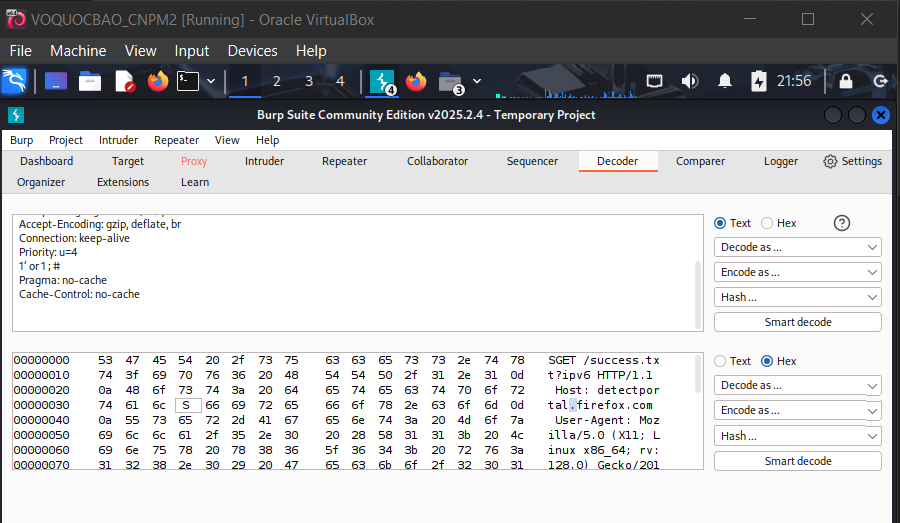 VOQUOCBAO_CNPM2 [Running] - Oracle VirtualBox
File Machine View Input Devices Help
1 2 3 4 4 3 21:56
Burp Suite Community Edition v2025.2.4 - Temporary Project
Burp Project Intruder Repeater View Help
Dashboard Target Proxy Intruder Repeater Collaborator Sequencer Decoder Comparer Logger Settings
Organizer Extensions Learn
Accept-Encoding: gzip, deflate, br
Connection: keep-alive
Priority: u=4
1' or 1 ; #
Pragma: no-cache
Cache-Control: no-cache
Text Hex ?
Decode as ...
Encode as ...
Hash ...
Smart decode
00000000 53 47 45 54 20 2f 73 75 63 63 65 73 73 2e 74 78 SGET /success.tx
00000010 74 3f 69 70 76 36 20 48 54 54 50 2f 31 2e 31 0d t?ipv6 HTTP/1.1
00000020 0a 48 6f 73 74 3a 20 64 65 74 65 63 74 70 6f 72 Host: detectpor
00000030 74 61 6c S 66 69 72 65 66 6f 78 2e 63 6f 6d 0d tal.firefox.com
00000040 0a 55 73 65 72 2d 41 67 65 6e 74 3a 20 4d 6f 7a User-Agent: Moz
00000050 69 6c 6c 61 2f 35 2e 30 20 28 58 31 31 3b 20 4c illa/5.0 (X11; L
00000060 69 6e 75 78 20 78 38 36 5f 36 34 3b 20 72 76 3a inux x86_64; rv:
00000070 31 32 38 2e 30 29 20 47 65 63 6b 6f 2f 32 30 31 128.0) Gecko/201
Text Hex
Decode as ...
Encode as ...
Hash ...
Smart decode